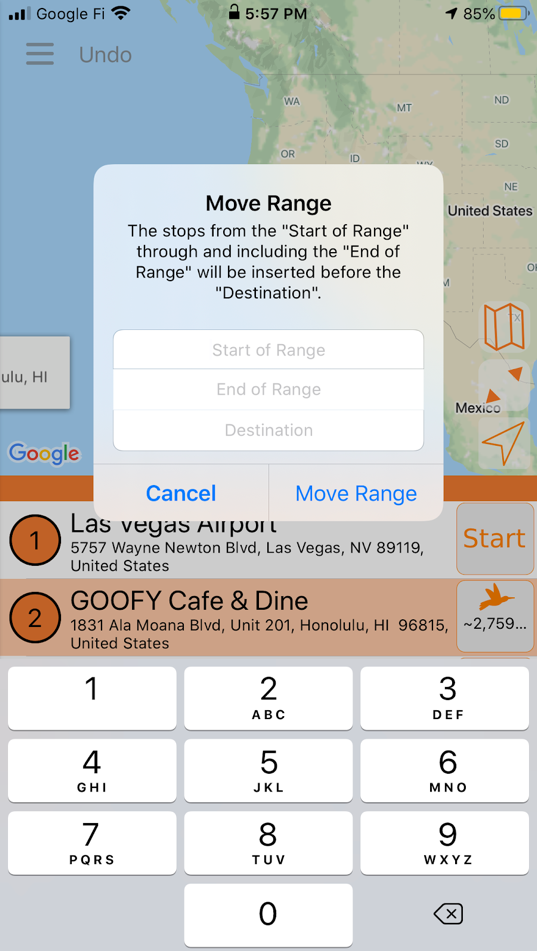 Google Fi 5:57 PM 85%
Undo
WA
MT
ND
OR
ID
SD
WY
NE
United States
Move Range
The stops from the "Start of Range"
through and including the "End of
Range" will be inserted before the
"Destination".
Start of Range
End of Range
Destination
Cancel Move Range
ulu, HI
TX
Mexico
Google
1 Las Vegas Airport
5757 Wayne Newton Blvd, Las Vegas, NV 89119,
United States
Start
2 GOOFY Cafe & Dine
1831 Ala Moana Blvd, Unit 201, Honolulu, HI 96815,
United States
~2,759...
1 2 3
ABC DEF
4 5 6
GHI JKL MNO
7 8 9
PQRS TUV WXYZ
0